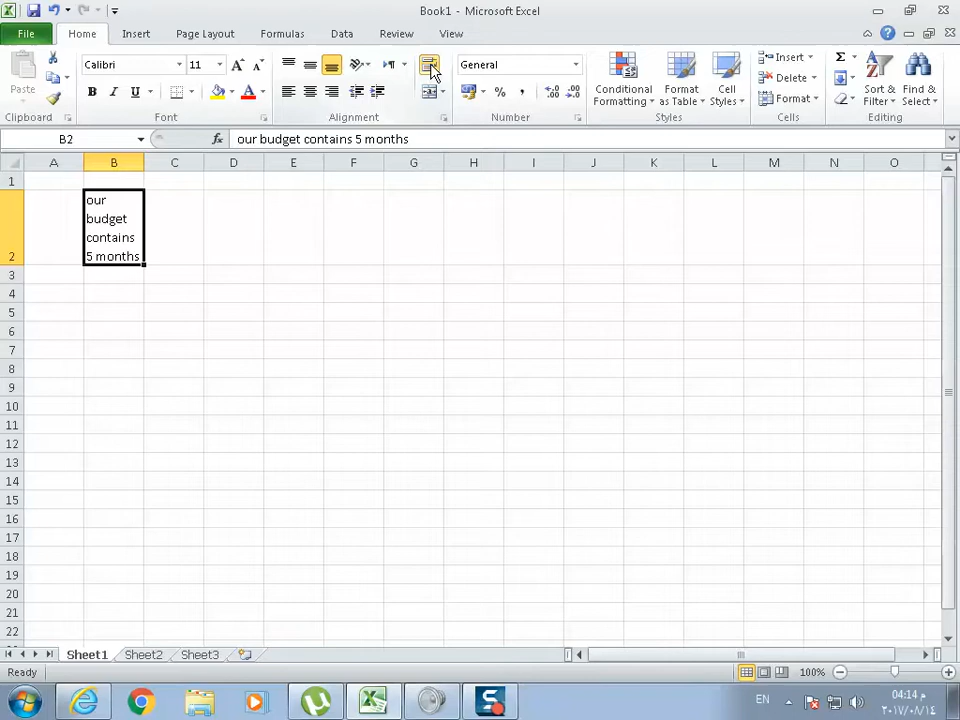 Book1 - Microsoft Excel
File Home Insert Page Layout Formulas Data Review View
Calibri 11 General
Paste
B I U
Conditional Formatting
Format as Table
Cell Styles
Insert
Delete
Format
Sort & Filter
Find & Select
Clipboard Font Alignment Number Styles Cells Editing
B2 fx our budget contains 5 months
A B C D E F G H I J K L M N O
1
our
budget
contains
2 5 months
3
4
5
6
7
8
9
10
11
12
13
14
15
16
17
18
19
20
21
22
Sheet1 Sheet2 Sheet3
Ready 100%
EN
م 04:14
٢٠١٧/٠٨/١٤